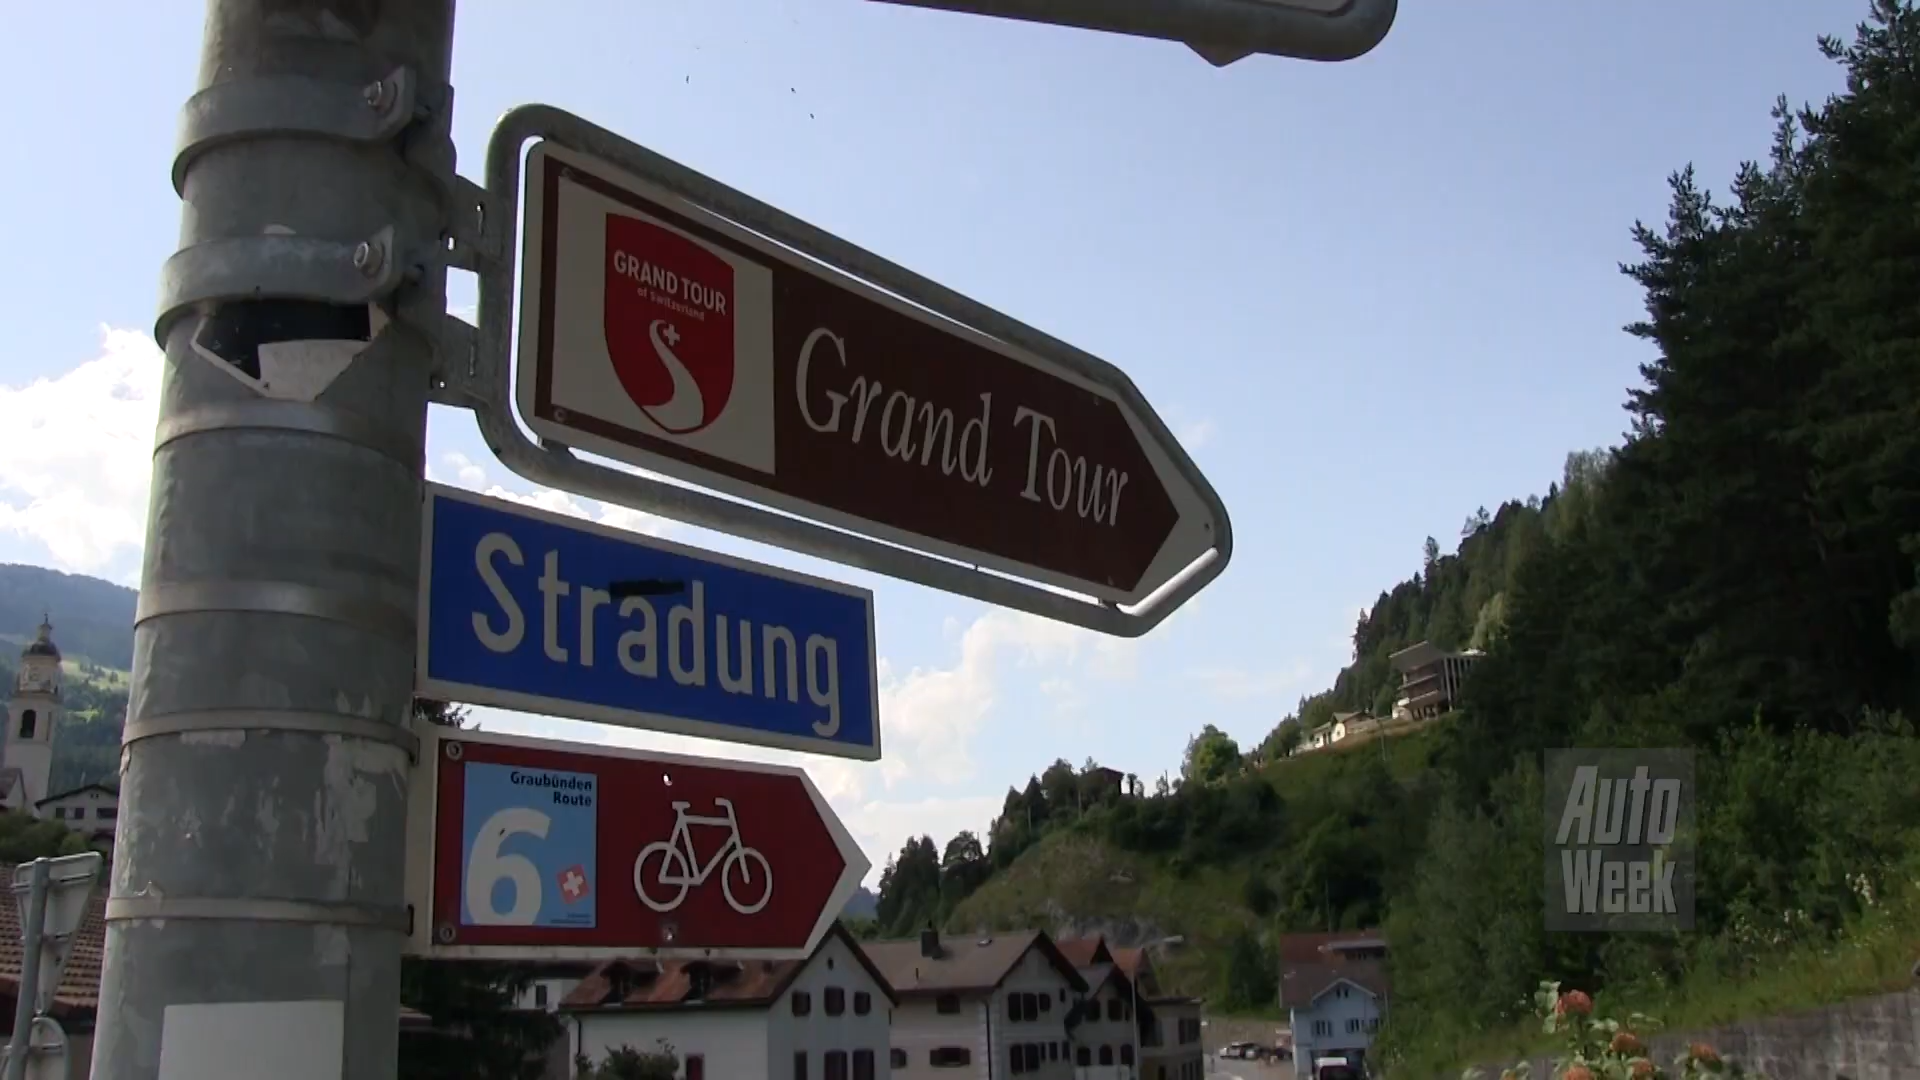 GRAND TOUR
of Switzerland
Grand Tour
Stradung
Graubünden
Route
6
Auto
Week